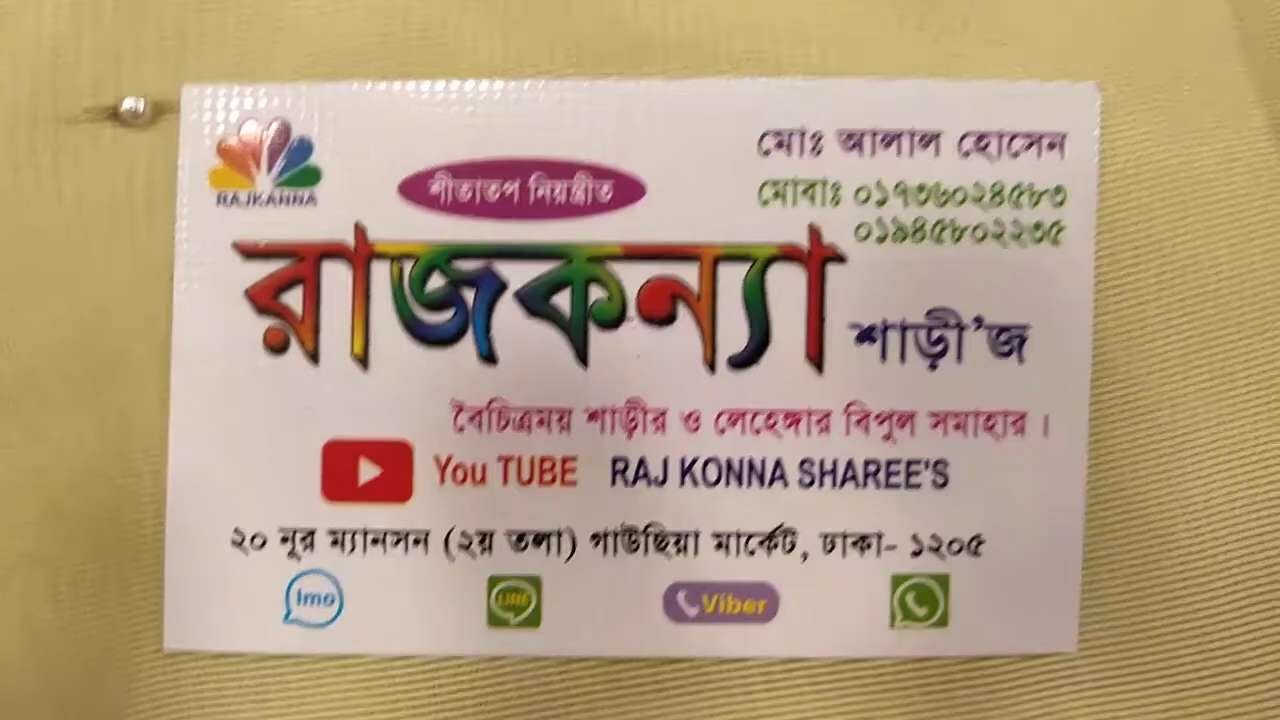 RAJKANNA
শীতাতপ নিয়ন্ত্রীত
মোঃ আলাল হোসেন
মোবাঃ ০১৭৩৬০২৪৫৮৩
০১৯৪৫৮০২২৩৫
রাজকন্যা শাড়ী'জ
বৈচিত্রময় শাড়ীর ও লেহেঙ্গার বিপুল সমাহার।
You TUBE RAJ KONNA SHAREE'S
২০ নূর ম্যানসন (২য় তলা) গাউছিয়া মার্কেট, ঢাকা- ১২০৫
Imo LINE Viber